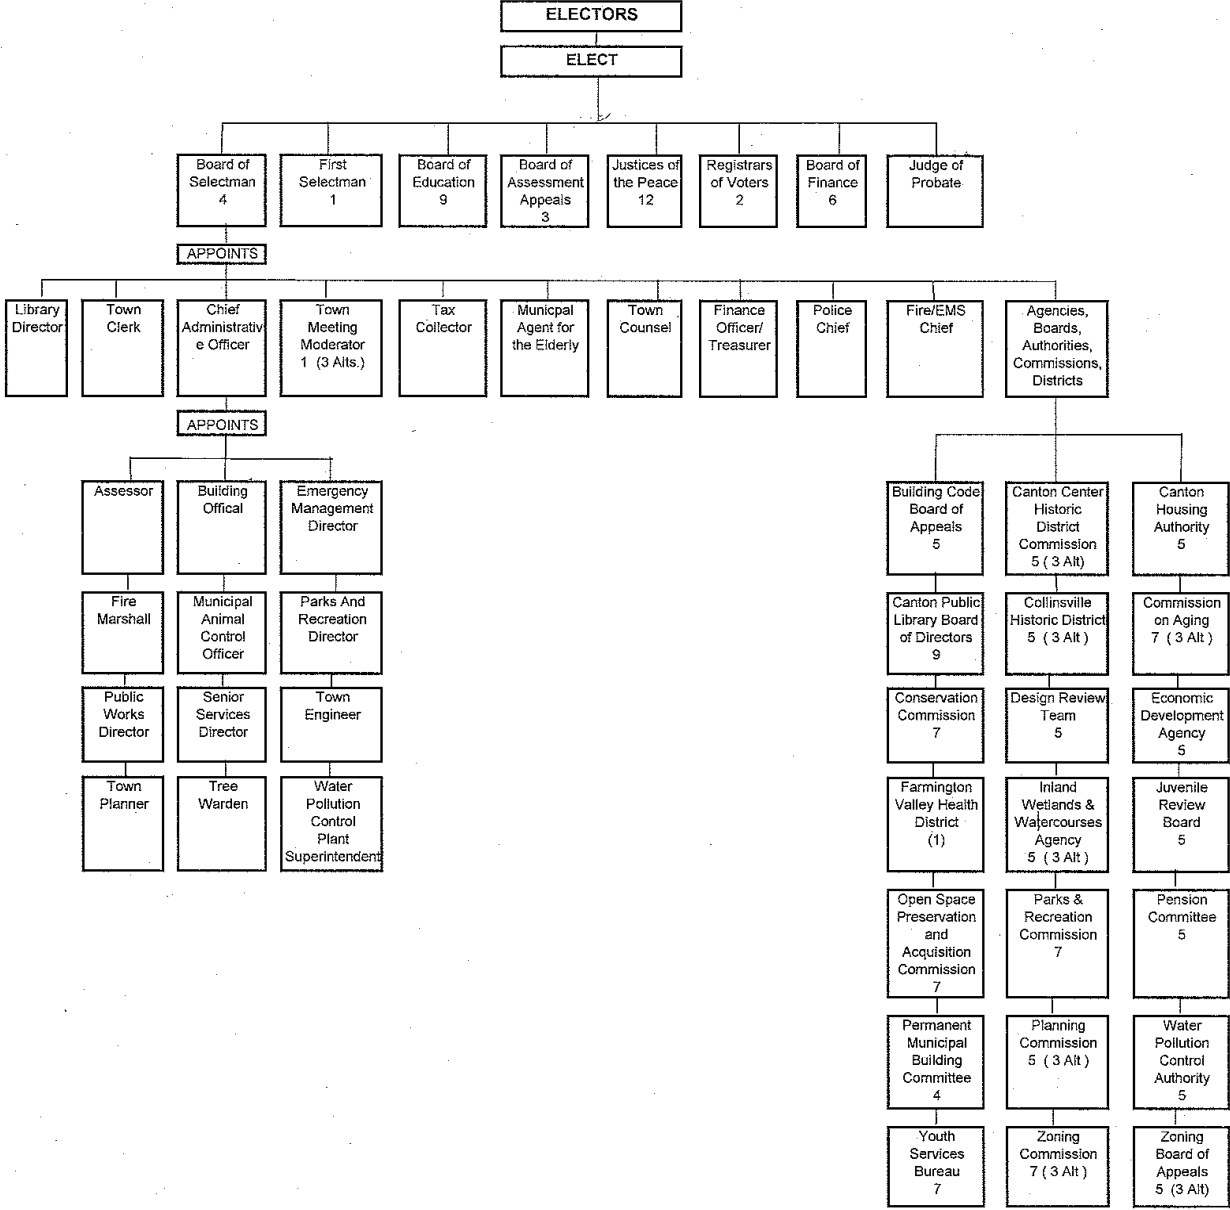 ELECTORS
ELECT
Board of
Selectman
4
First
Selectman
1
Board of
Education
9
Board of
Assessment
Appeals
3
Justices of
the Peace
12
Registrars
of Voters
2
Board of
Finance
6
Judge of
Probate
APPOINTS
Library
Director
Town
Clerk
Chief
Administrativ
e Officer
Town
Meeting
Moderator
1 (3 Alts.)
Tax
Collector
Municpal
Agent for
the Elderly
Town
Counsel
Finance
Officer/
Treasurer
Police
Chief
Fire/EMS
Chief
Agencies,
Boards,
Authorities,
Commissions,
Districts
APPOINTS
Assessor
Building
Offical
Emergency
Management
Director
Fire
Marshall
Municipal
Animal
Control
Officer
Parks And
Recreation
Director
Public
Works
Director
Senior
Services
Director
Town
Engineer
Town
Planner
Tree
Warden
Water
Pollution
Control
Plant
Superintendent
Building Code
Board of
Appeals
5
Canton Center
Historic
District
Commission
5 ( 3 Alt)
Canton
Housing
Authority
5
Canton Public
Library Board
of Directors
9
Collinsville
Historic District
5 ( 3 Alt )
Commission
on Aging
7 ( 3 Alt )
Conservation
Commission
7
Design Review
Team
5
Economic
Development
Agency
5
Farmington
Valley Health
District
(1)
Inland
Wetlands &
Watercourses
Agency
5 ( 3 Alt )
Juvenile
Review
Board
5
Open Space
Preservation
and
Acquisition
Commission
7
Parks &
Recreation
Commission
7
Pension
Committee
5
Permanent
Municipal
Building
Committee
4
Planning
Commission
5 ( 3 Alt )
Water
Pollution
Control
Authority
5
Youth
Services
Bureau
7
Zoning
Commission
7 ( 3 Alt )
Zoning
Board of
Appeals
5 (3 Alt)